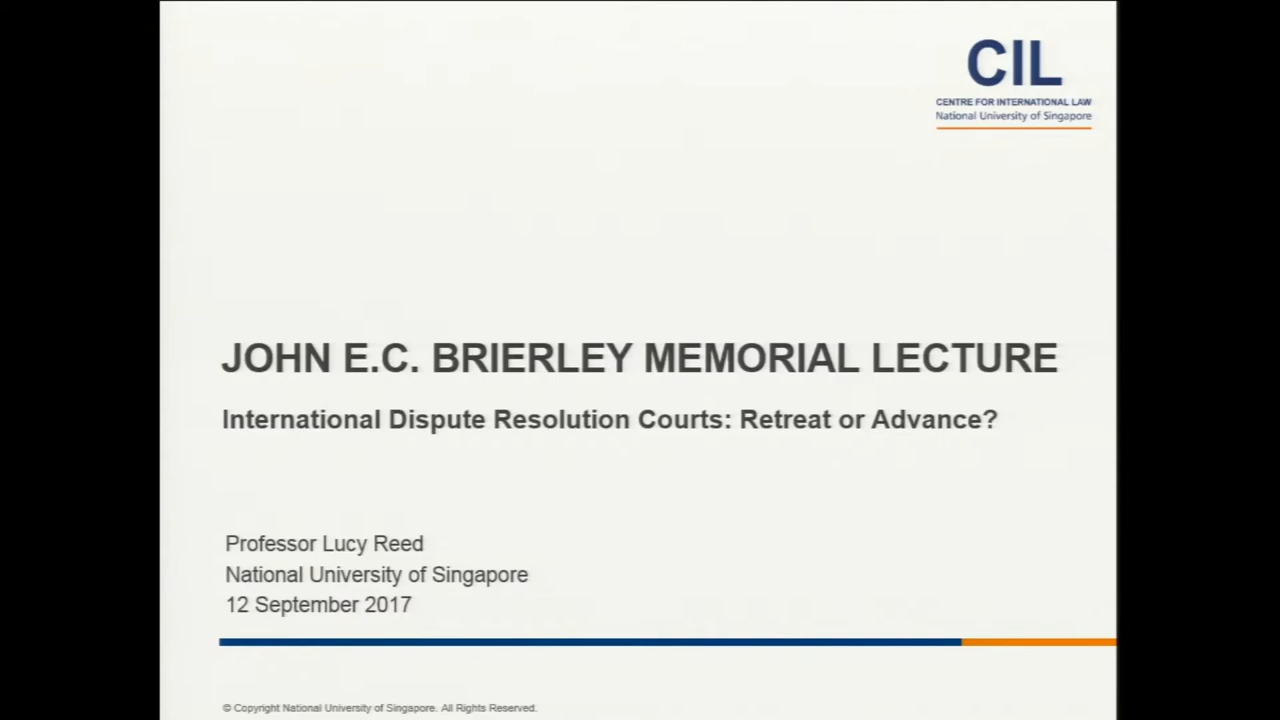 CIL
CENTRE FOR INTERNATIONAL LAW
National University of Singapore
JOHN E.C. BRIERLEY MEMORIAL LECTURE
International Dispute Resolution Courts: Retreat or Advance?
Professor Lucy Reed
National University of Singapore
12 September 2017
© Copyright National University of Singapore. All Rights Reserved.